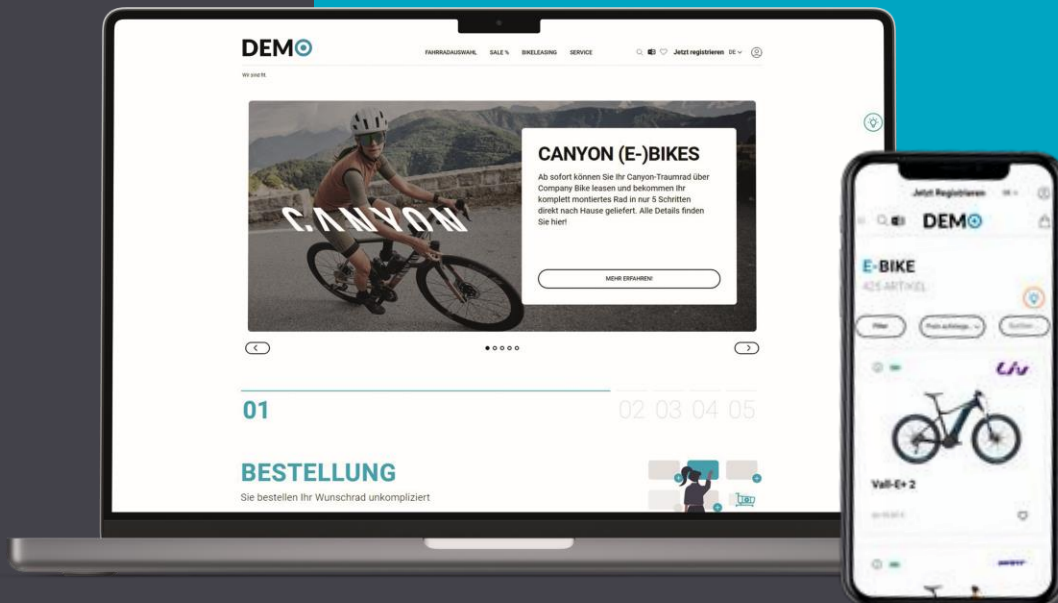 DEMO
FAHRRADAUSWAHL SALE % BIKELEASING SERVICE Jetzt registrieren DE
CANYON (E-)BIKES
Ab sofort können Sie Ihr Canyon-Traumrad über
Company Bike leasen und bekommen Ihr
komplett montiertes Rad in nur 5 Schritten
direkt nach Hause geliefert. Alle Details finden
Sie hier!
CANYON
MEHR ERFAHREN!
01 02 03 04 05
BESTELLUNG
Sie bestellen Ihr Wunschrad unkompliziert
Jetzt Registrieren
DEMO
E-BIKE
425 ARTIKEL
Filter
Liv
Vall-E+ 2